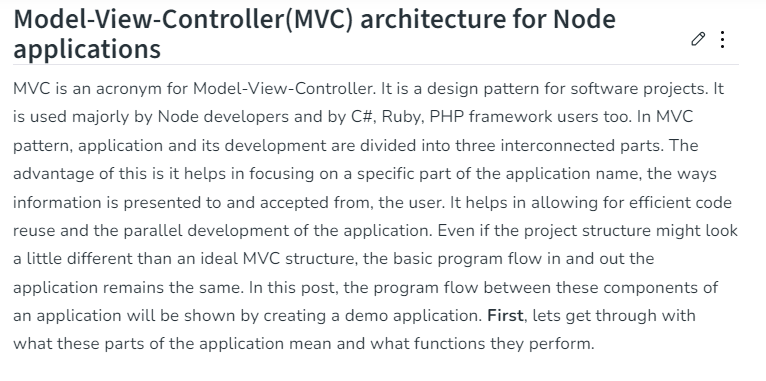 Model-View-Controller(MVC) architecture for Node
applications
MVC is an acronym for Model-View-Controller. It is a design pattern for software projects. It
is used majorly by Node developers and by C#, Ruby, PHP framework users too. In MVC
pattern, application and its development are divided into three interconnected parts. The
advantage of this is it helps in focusing on a specific part of the application name, the ways
information is presented to and accepted from, the user. It helps in allowing for efficient code
reuse and the parallel development of the application. Even if the project structure might look
a little different than an ideal MVC structure, the basic program flow in and out the
application remains the same. In this post, the program flow between these components of
an application will be shown by creating a demo application. First, lets get through with
what these parts of the application mean and what functions they perform.